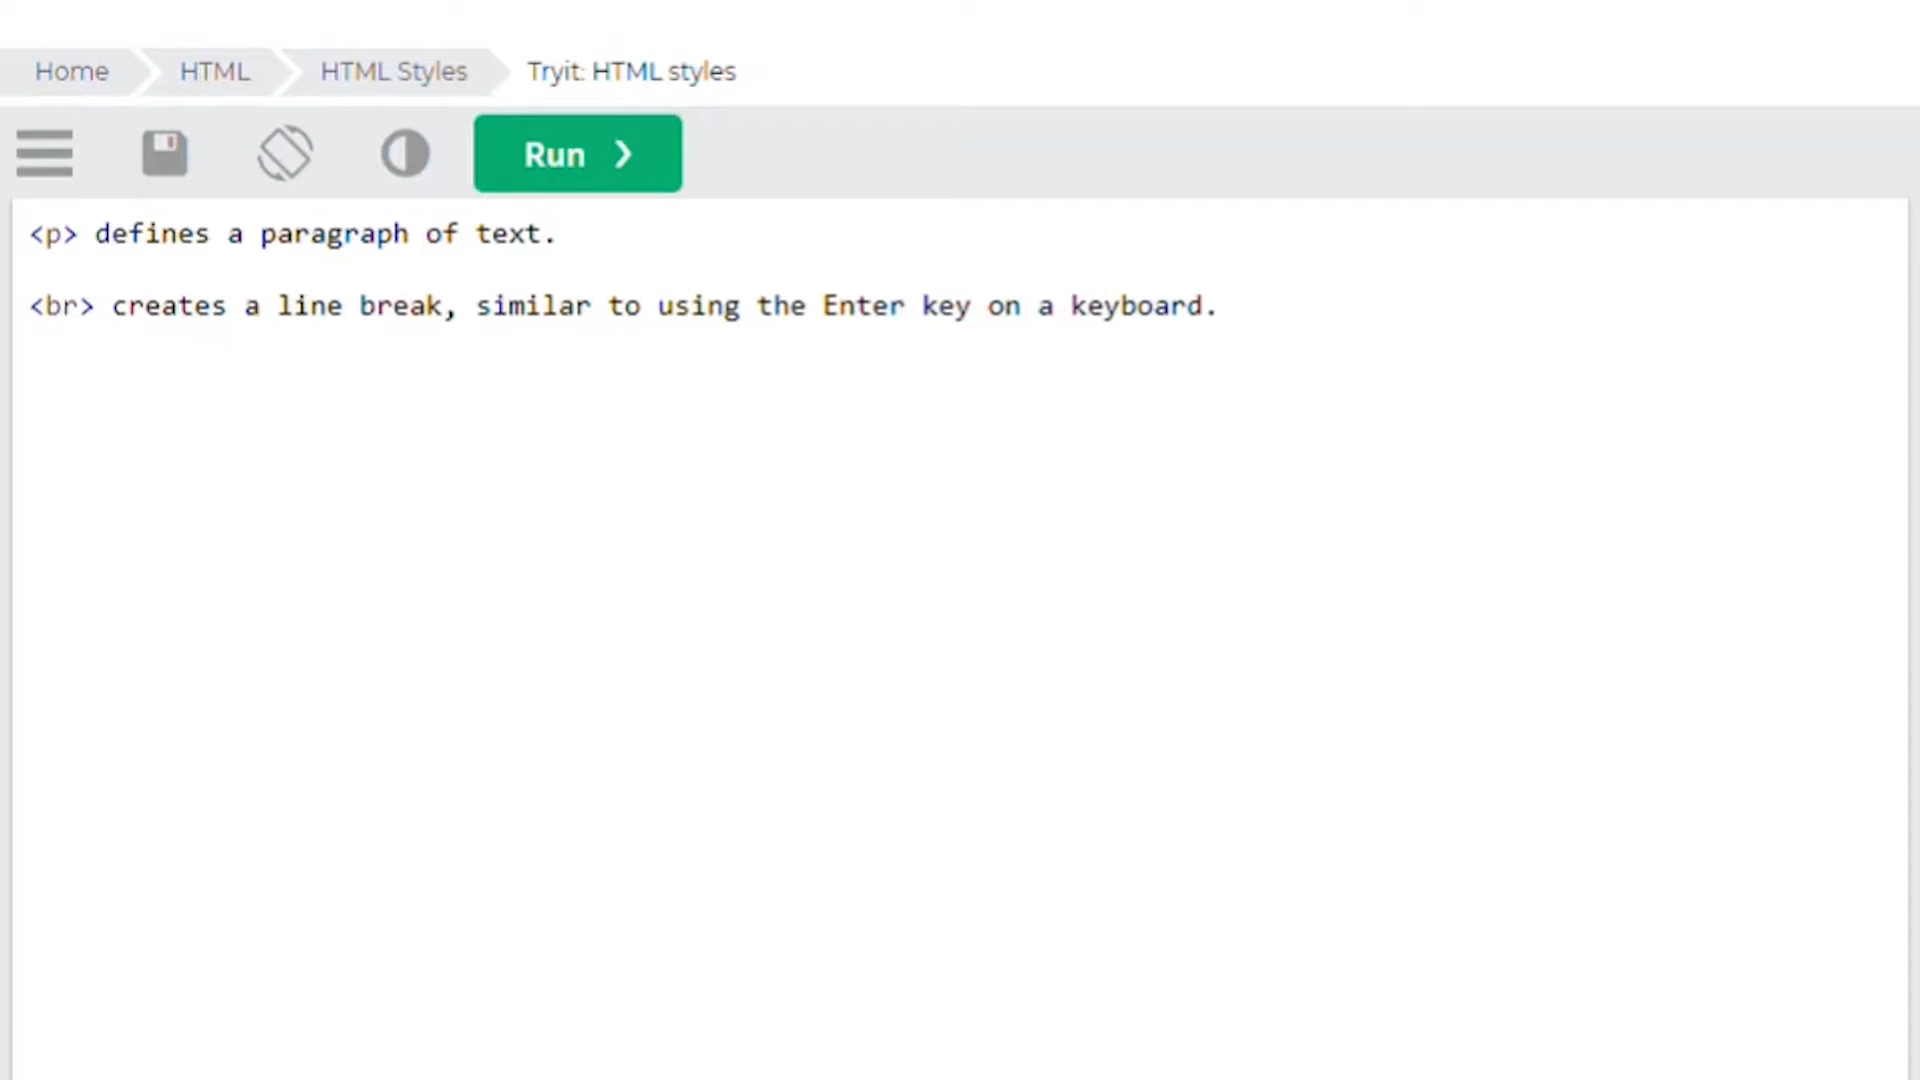 Home HTML HTML Styles Tryit: HTML styles
Run ❯
<p> defines a paragraph of text.
<br> creates a line break, similar to using the Enter key on a keyboard.